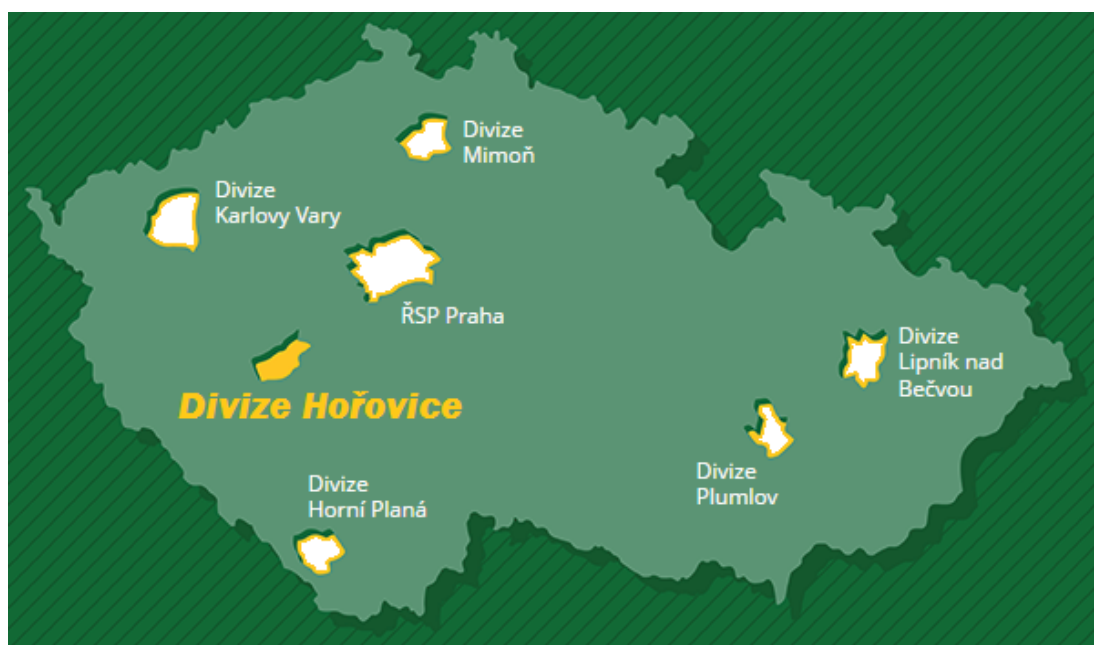 Divize
Mimoň
Divize
Karlovy Vary
ŘSP Praha
Divize
Lipník nad
Bečvou
Divize Hořovice
Divize
Plumlov
Divize
Horní Planá